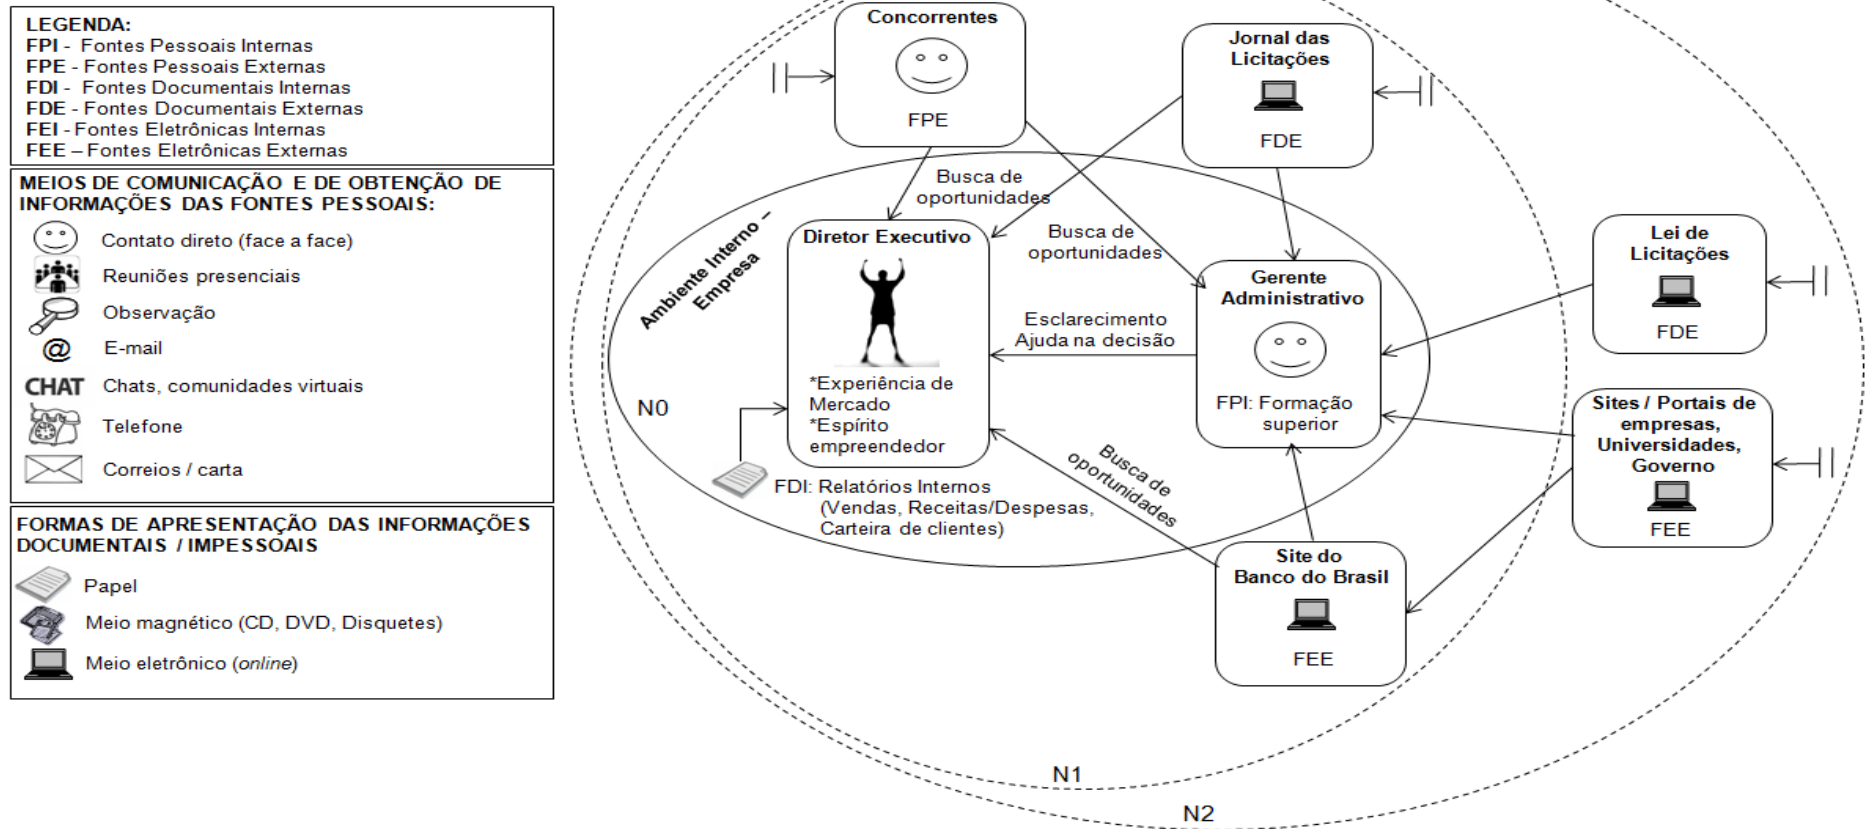 LEGENDA:
FPI - Fontes Pessoais Internas
FPE - Fontes Pessoais Externas
FDI - Fontes Documentais Internas
FDE - Fontes Documentais Externas
FEI - Fontes Eletrônicas Internas
FEE – Fontes Eletrônicas Externas
MEIOS DE COMUNICAÇÃO E DE OBTENÇÃO DE
INFORMAÇÕES DAS FONTES PESSOAIS:
Contato direto (face a face)
Reuniões presenciais
Observação
@ E-mail
CHAT Chats, comunidades virtuais
Telefone
Correios / carta
FORMAS DE APRESENTAÇÃO DAS INFORMAÇÕES
DOCUMENTAIS / IMPESSOAIS
Papel
Meio magnético (CD, DVD, Disquetes)
Meio eletrônico (online)
Concorrentes
FPE
Jornal das
Licitações
FDE
Busca de
oportunidades
Busca de
oportunidades
Ambiente Interno –
Empresa
Diretor Executivo
*Experiência de
Mercado
*Espírito
empreendedor
Esclarecimento
Ajuda na decisão
Gerente
Administrativo
FPI: Formação
superior
Lei de
Licitações
FDE
N0
FDI: Relatórios Internos
(Vendas, Receitas/Despesas,
Carteira de clientes)
Busca de
oportunidades
Sites / Portais de
empresas,
Universidades,
Governo
FEE
Site do
Banco do Brasil
FEE
N1
N2